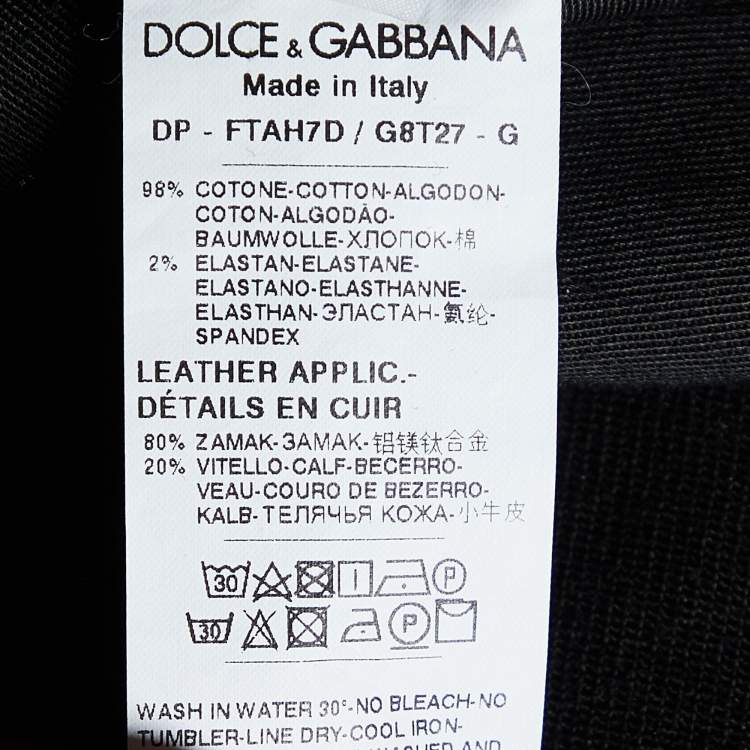 DOLCE & GABBANA
Made in Italy
DP - FTAH7D / G8T27 - G
98% COTONE-COTTON-ALGODON-
COTON-ALGODÃO-
BAUMWOLLE-ХЛОПОК-棉
2% ELASTAN-ELASTANE-
ELASTANO-ELASTHANNE-
ELASTHAN-ЭЛАСТАН-氨纶-
SPANDEX
LEATHER APPLIC.-
DÉTAILS EN CUIR
80% ZAMAK-ЗАМАК-铝镁钛合金
20% VITELLO-CALF-BECERRO-
VEAU-COURO DE BEZERRO-
KALB-ТЕЛЯЧЬЯ КОЖА-小牛皮
30 P
30 P
WASH IN WATER 30°-NO BLEACH-NO
TUMBLER-LINE DRY-COOL IRON-
WASHED AND